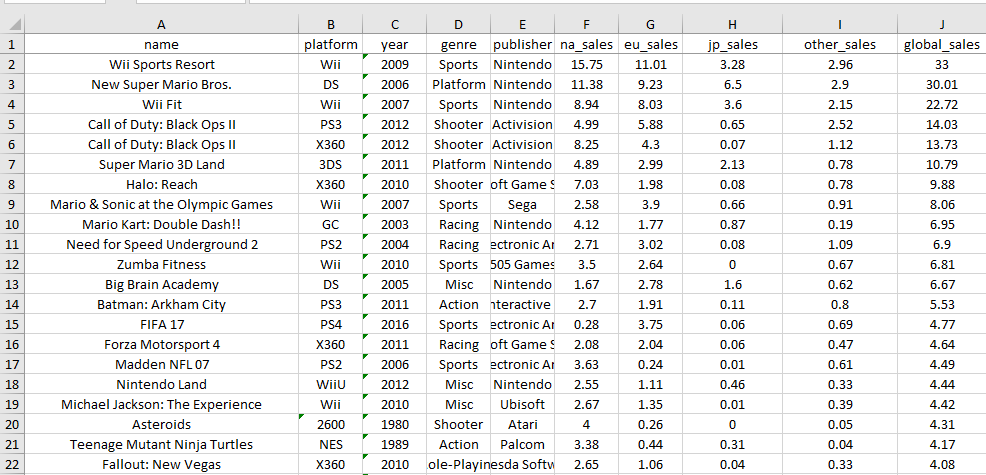 A B C D E F G H I J
1 name platform year genre publisher na_sales eu_sales jp_sales other_sales global_sales
2 Wii Sports Resort Wii 2009 Sports Nintendo 15.75 11.01 3.28 2.96 33
3 New Super Mario Bros. DS 2006 Platform Nintendo 11.38 9.23 6.5 2.9 30.01
4 Wii Fit Wii 2007 Sports Nintendo 8.94 8.03 3.6 2.15 22.72
5 Call of Duty: Black Ops II PS3 2012 Shooter Activision 4.99 5.88 0.65 2.52 14.03
6 Call of Duty: Black Ops II X360 2012 Shooter Activision 8.25 4.3 0.07 1.12 13.73
7 Super Mario 3D Land 3DS 2011 Platform Nintendo 4.89 2.99 2.13 0.78 10.79
8 Halo: Reach X360 2010 Shooter oft Game S 7.03 1.98 0.08 0.78 9.88
9 Mario & Sonic at the Olympic Games Wii 2007 Sports Sega 2.58 3.9 0.66 0.91 8.06
10 Mario Kart: Double Dash!! GC 2003 Racing Nintendo 4.12 1.77 0.87 0.19 6.95
11 Need for Speed Underground 2 PS2 2004 Racing ectronic Ar 2.71 3.02 0.08 1.09 6.9
12 Zumba Fitness Wii 2010 Sports 505 Games 3.5 2.64 0 0.67 6.81
13 Big Brain Academy DS 2005 Misc Nintendo 1.67 2.78 1.6 0.62 6.67
14 Batman: Arkham City PS3 2011 Action nteractive 2.7 1.91 0.11 0.8 5.53
15 FIFA 17 PS4 2016 Sports ectronic Ar 0.28 3.75 0.06 0.69 4.77
16 Forza Motorsport 4 X360 2011 Racing oft Game S 2.08 2.04 0.06 0.47 4.64
17 Madden NFL 07 PS2 2006 Sports ectronic Ar 3.63 0.24 0.01 0.61 4.49
18 Nintendo Land WiiU 2012 Misc Nintendo 2.55 1.11 0.46 0.33 4.44
19 Michael Jackson: The Experience Wii 2010 Misc Ubisoft 2.67 1.35 0.01 0.39 4.42
20 Asteroids 2600 1980 Shooter Atari 4 0.26 0 0.05 4.31
21 Teenage Mutant Ninja Turtles NES 1989 Action Palcom 3.38 0.44 0.31 0.04 4.17
22 Fallout: New Vegas X360 2010 ole-Playin esda Softw 2.65 1.06 0.04 0.33 4.08